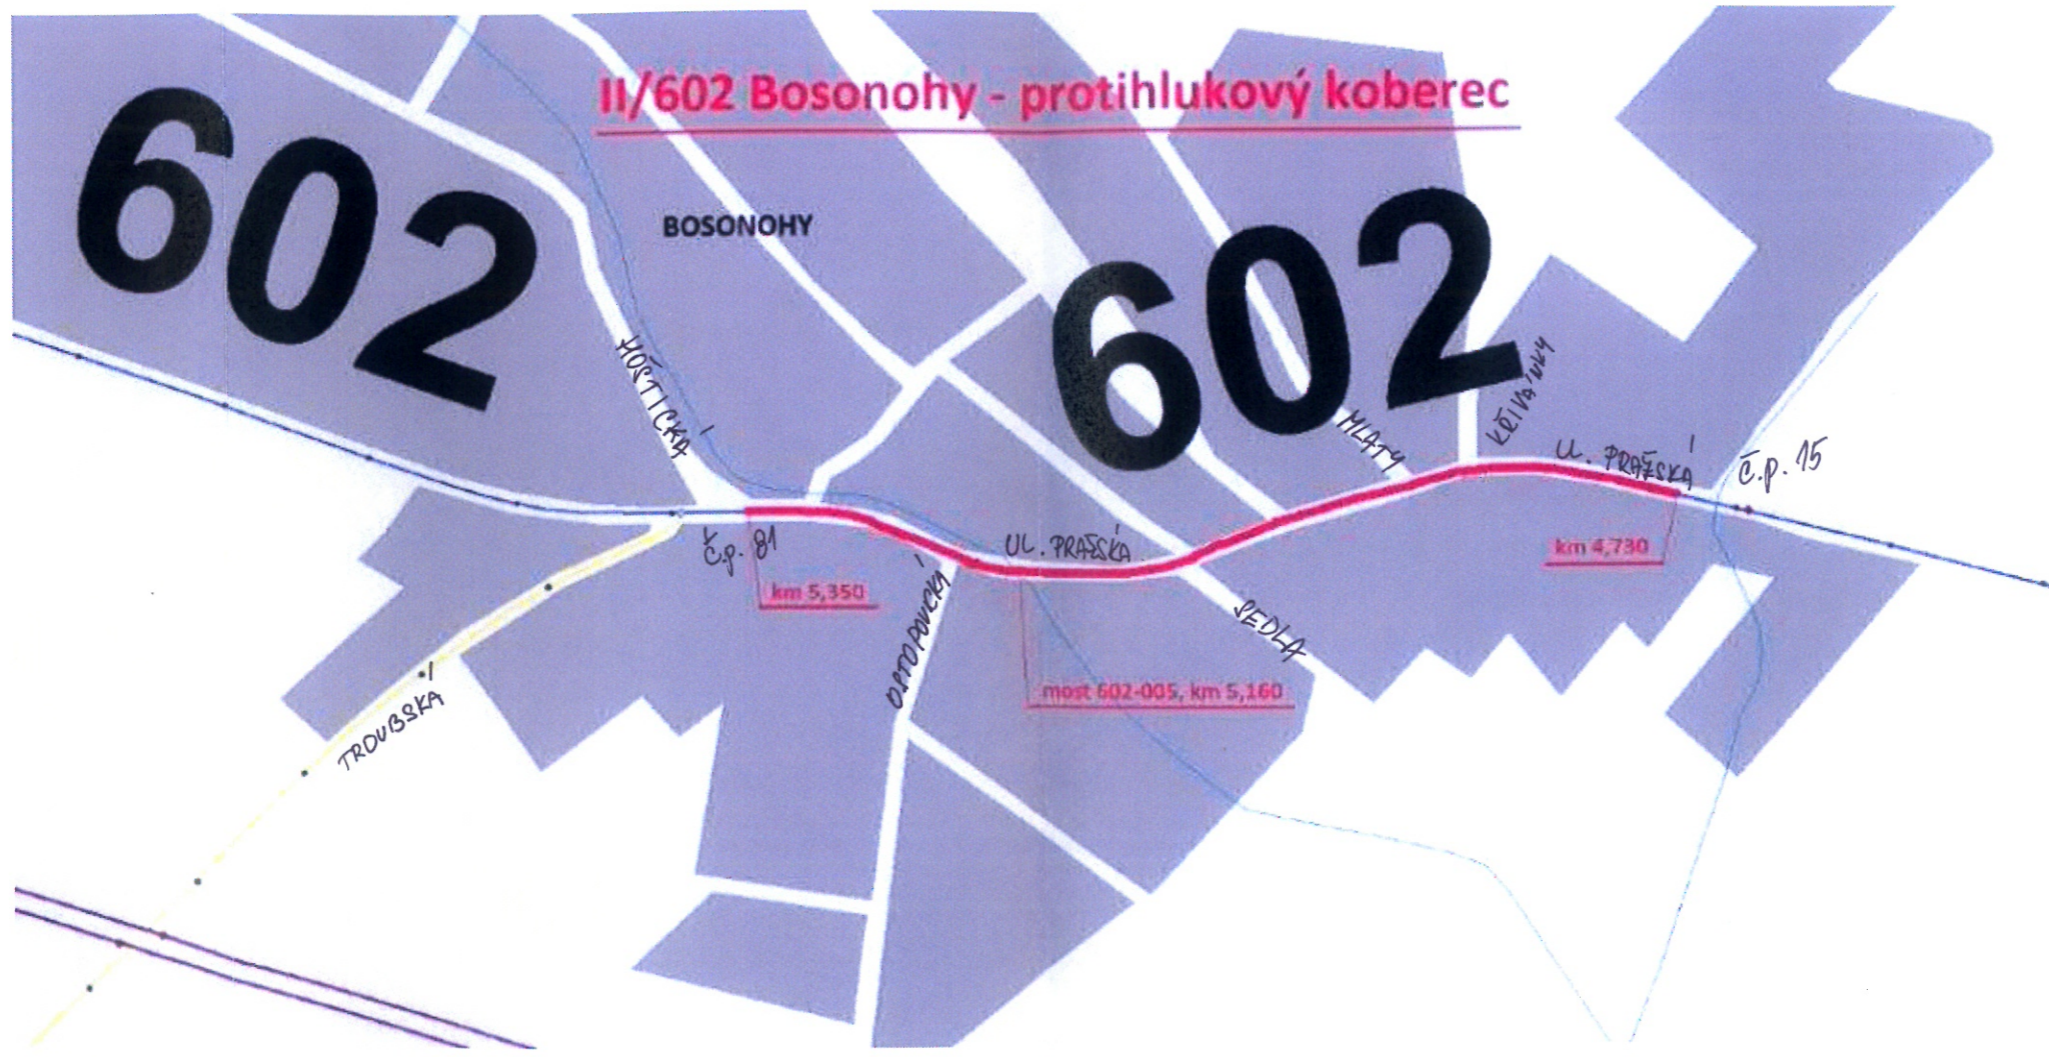 II/602 Bosonohy - protihlukový koberec
602
BOSONOHY
602
HOŠTICKÁ
MLATY
KŘIVÁNKY
UL. PRAŽSKÁ
Č.p. 15
Č.p. 81
UL. PRAŽSKÁ
km 4,730
km 5,350
OSTOPOVICKÁ
SEDLA
most 602-005, km 5,160
TROUBSKÁ